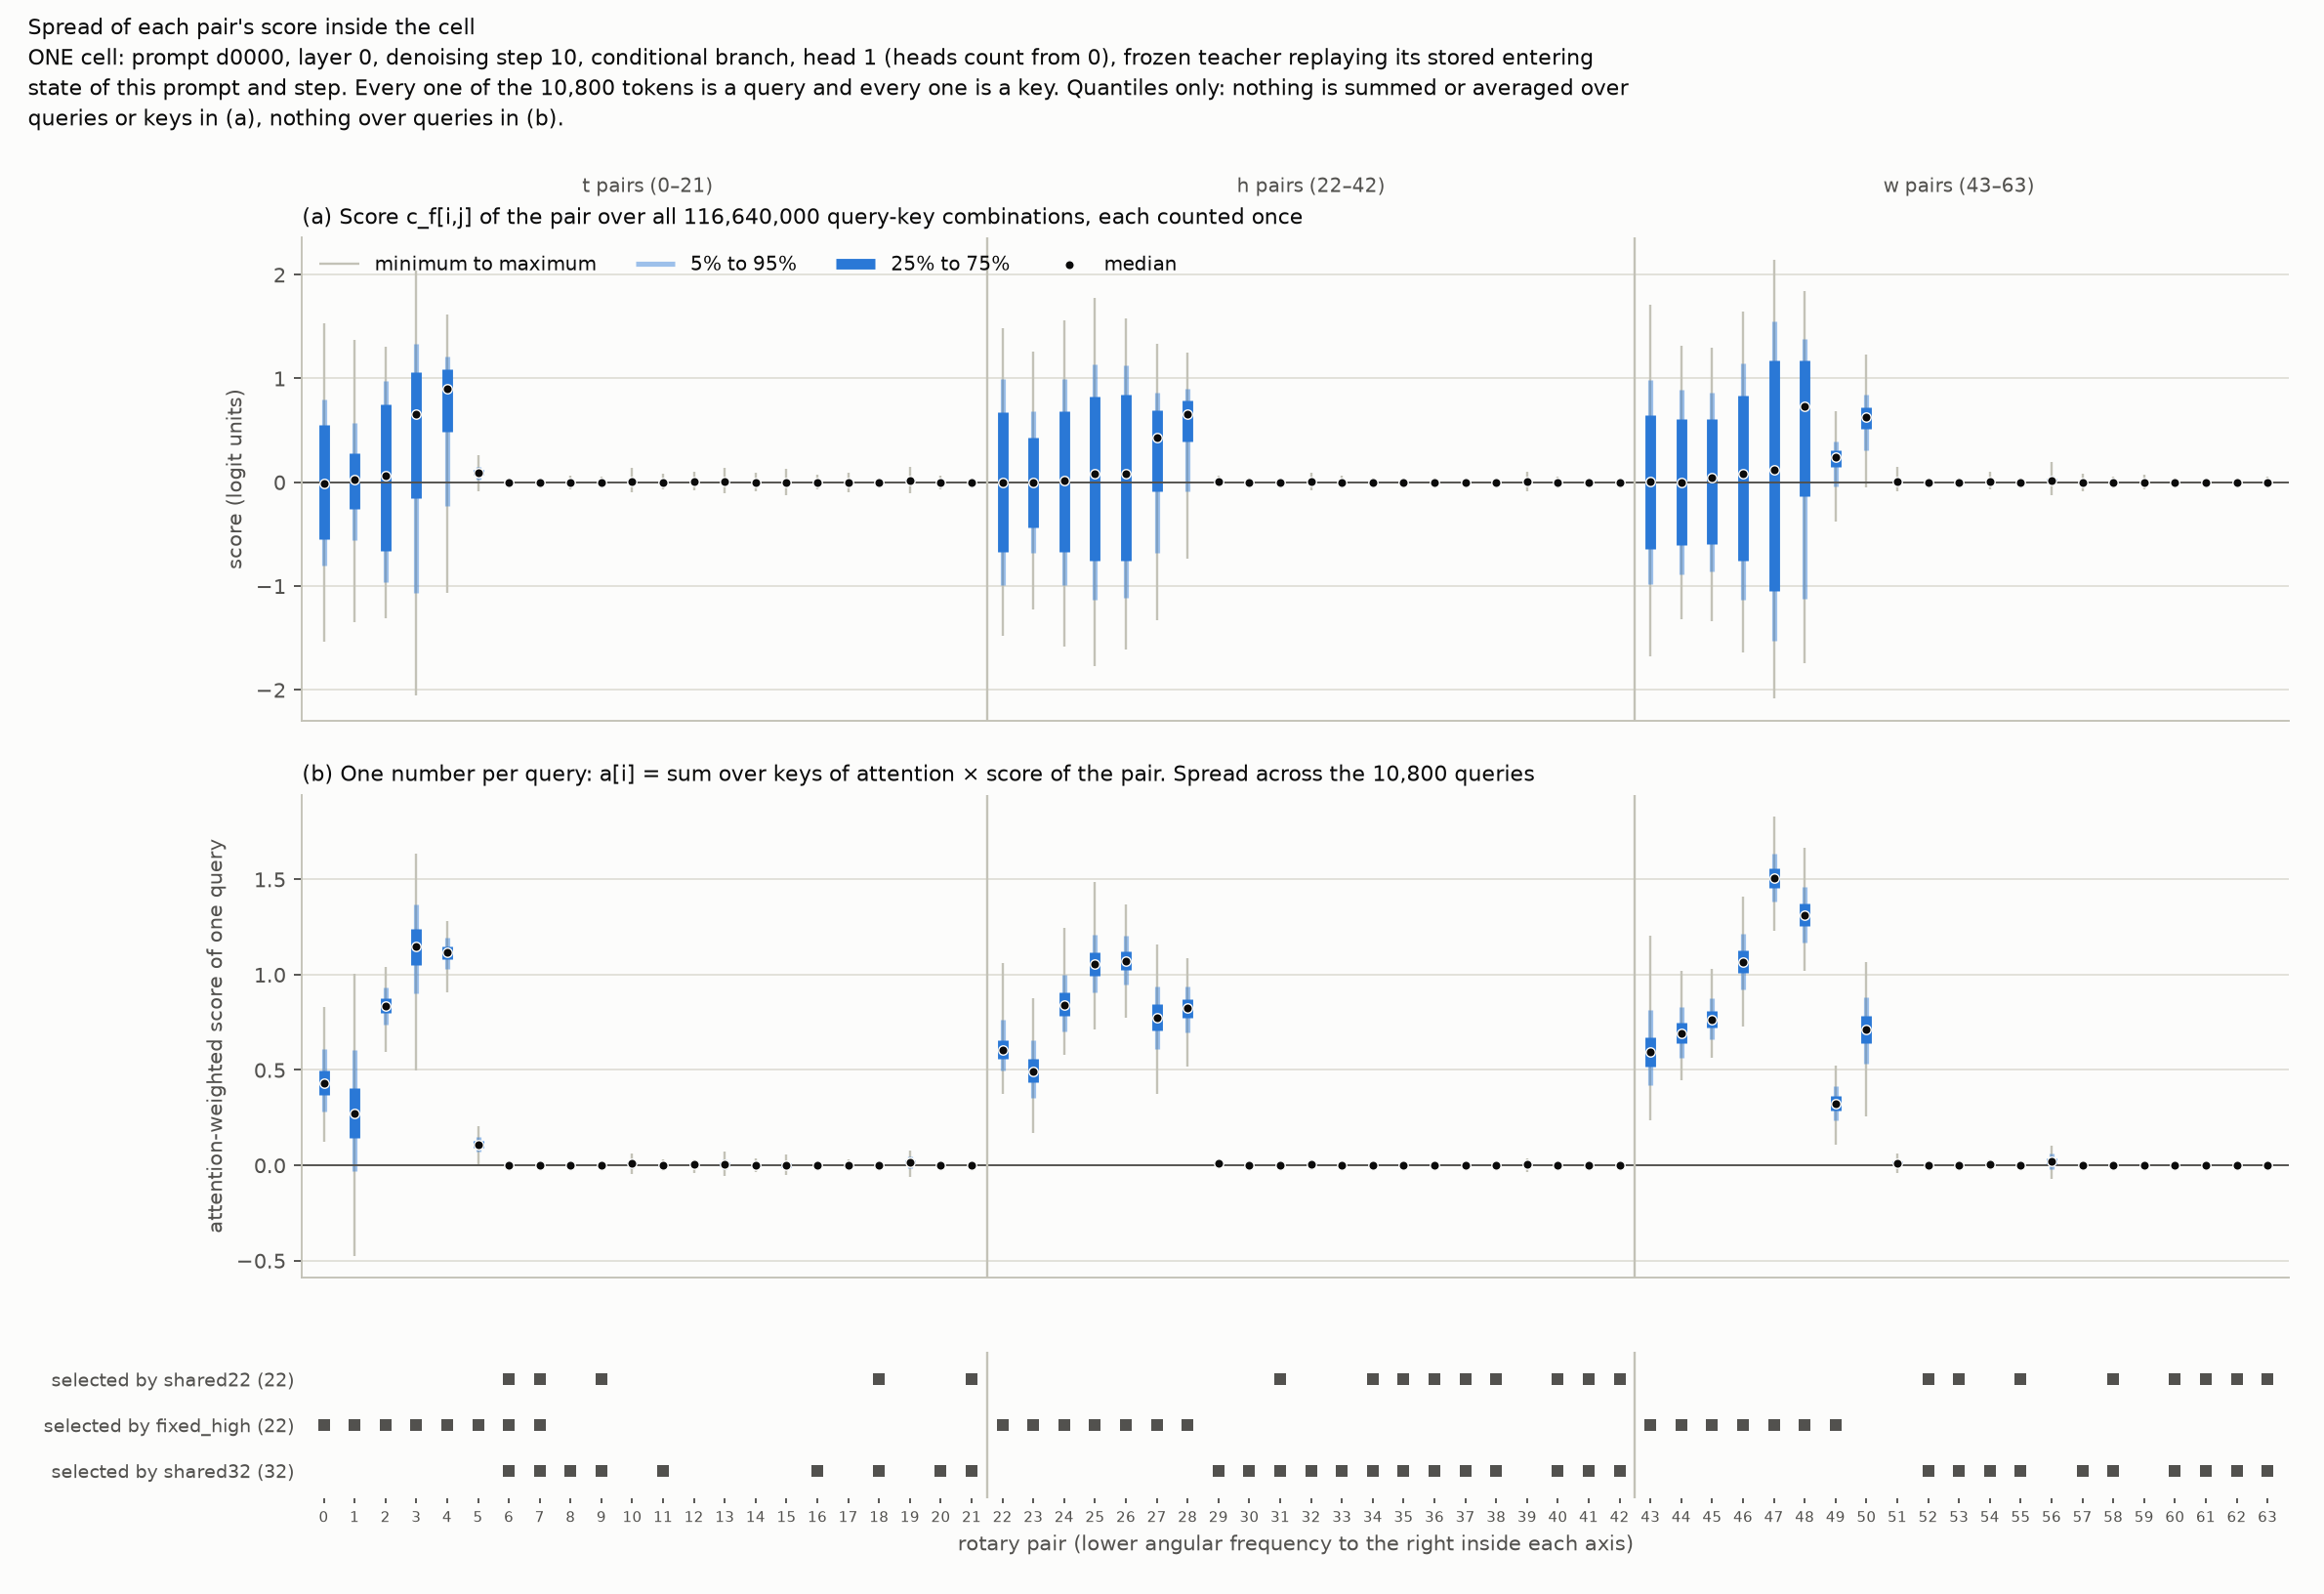 Spread of each pair's score inside the cell
ONE cell: prompt d0000, layer 0, denoising step 10, conditional branch, head 1 (heads count from 0), frozen teacher replaying its stored entering
state of this prompt and step. Every one of the 10,800 tokens is a query and every one is a key. Quantiles only: nothing is summed or averaged over
queries or keys in (a), nothing over queries in (b).
t pairs (0–21)
h pairs (22–42)
w pairs (43–63)
(a) Score c_f[i,j] of the pair over all 116,640,000 query-key combinations, each counted once
minimum to maximum
5% to 95%
25% to 75%
median
score (logit units)
2
1
0
−1
−2
(b) One number per query: a[i] = sum over keys of attention × score of the pair. Spread across the 10,800 queries
attention-weighted score of one query
1.5
1.0
0.5
0.0
−0.5
selected by shared22 (22)
selected by fixed_high (22)
selected by shared32 (32)
0 1 2 3 4 5 6 7 8 9 10 11 12 13 14 15 16 17 18 19 20 21 22 23 24 25 26 27 28 29 30 31 32 33 34 35 36 37 38 39 40 41 42 43 44 45 46 47 48 49 50 51 52 53 54 55 56 57 58 59 60 61 62 63
rotary pair (lower angular frequency to the right inside each axis)